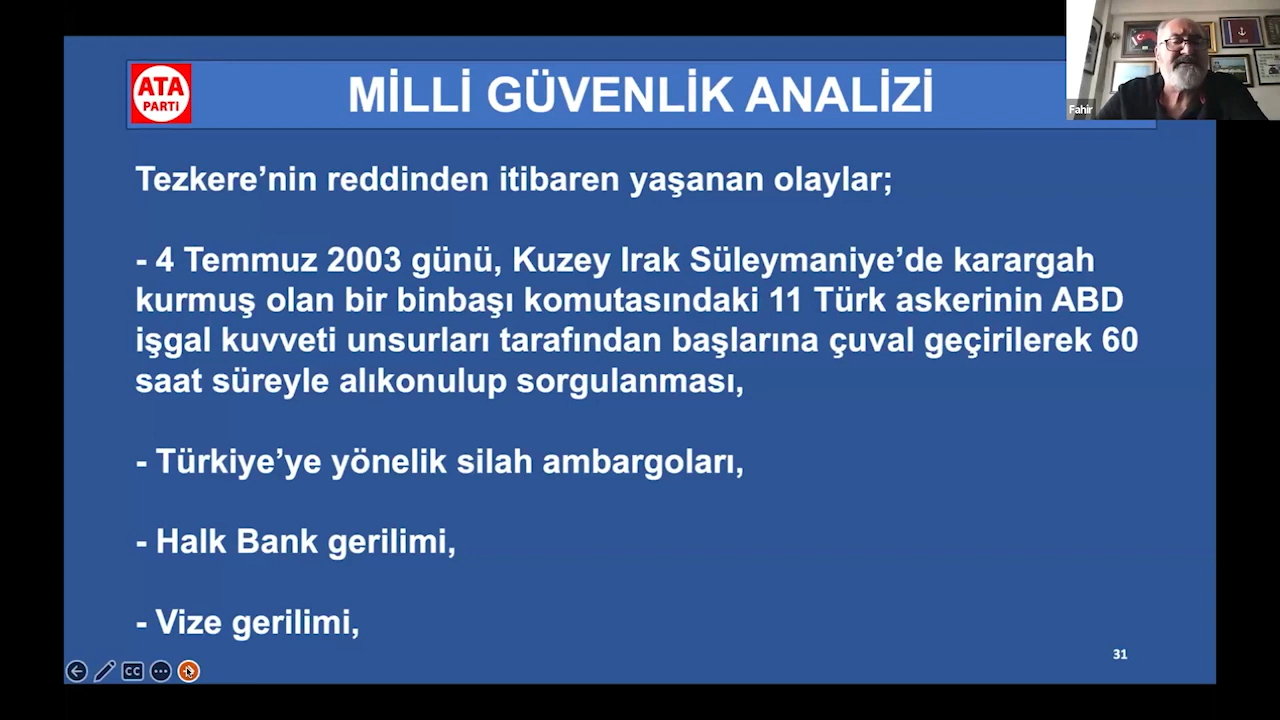 ATA
PARTİ
MİLLİ GÜVENLİK ANALİZİ
Fahir
Tezkere’nin reddinden itibaren yaşanan olaylar;
- 4 Temmuz 2003 günü, Kuzey Irak Süleymaniye’de karargah
kurmuş olan bir binbaşı komutasındaki 11 Türk askerinin ABD
işgal kuvveti unsurları tarafından başlarına çuval geçirilerek 60
saat süreyle alıkonulup sorgulanması,
- Türkiye’ye yönelik silah ambargoları,
- Halk Bank gerilimi,
- Vize gerilimi,
31
CC